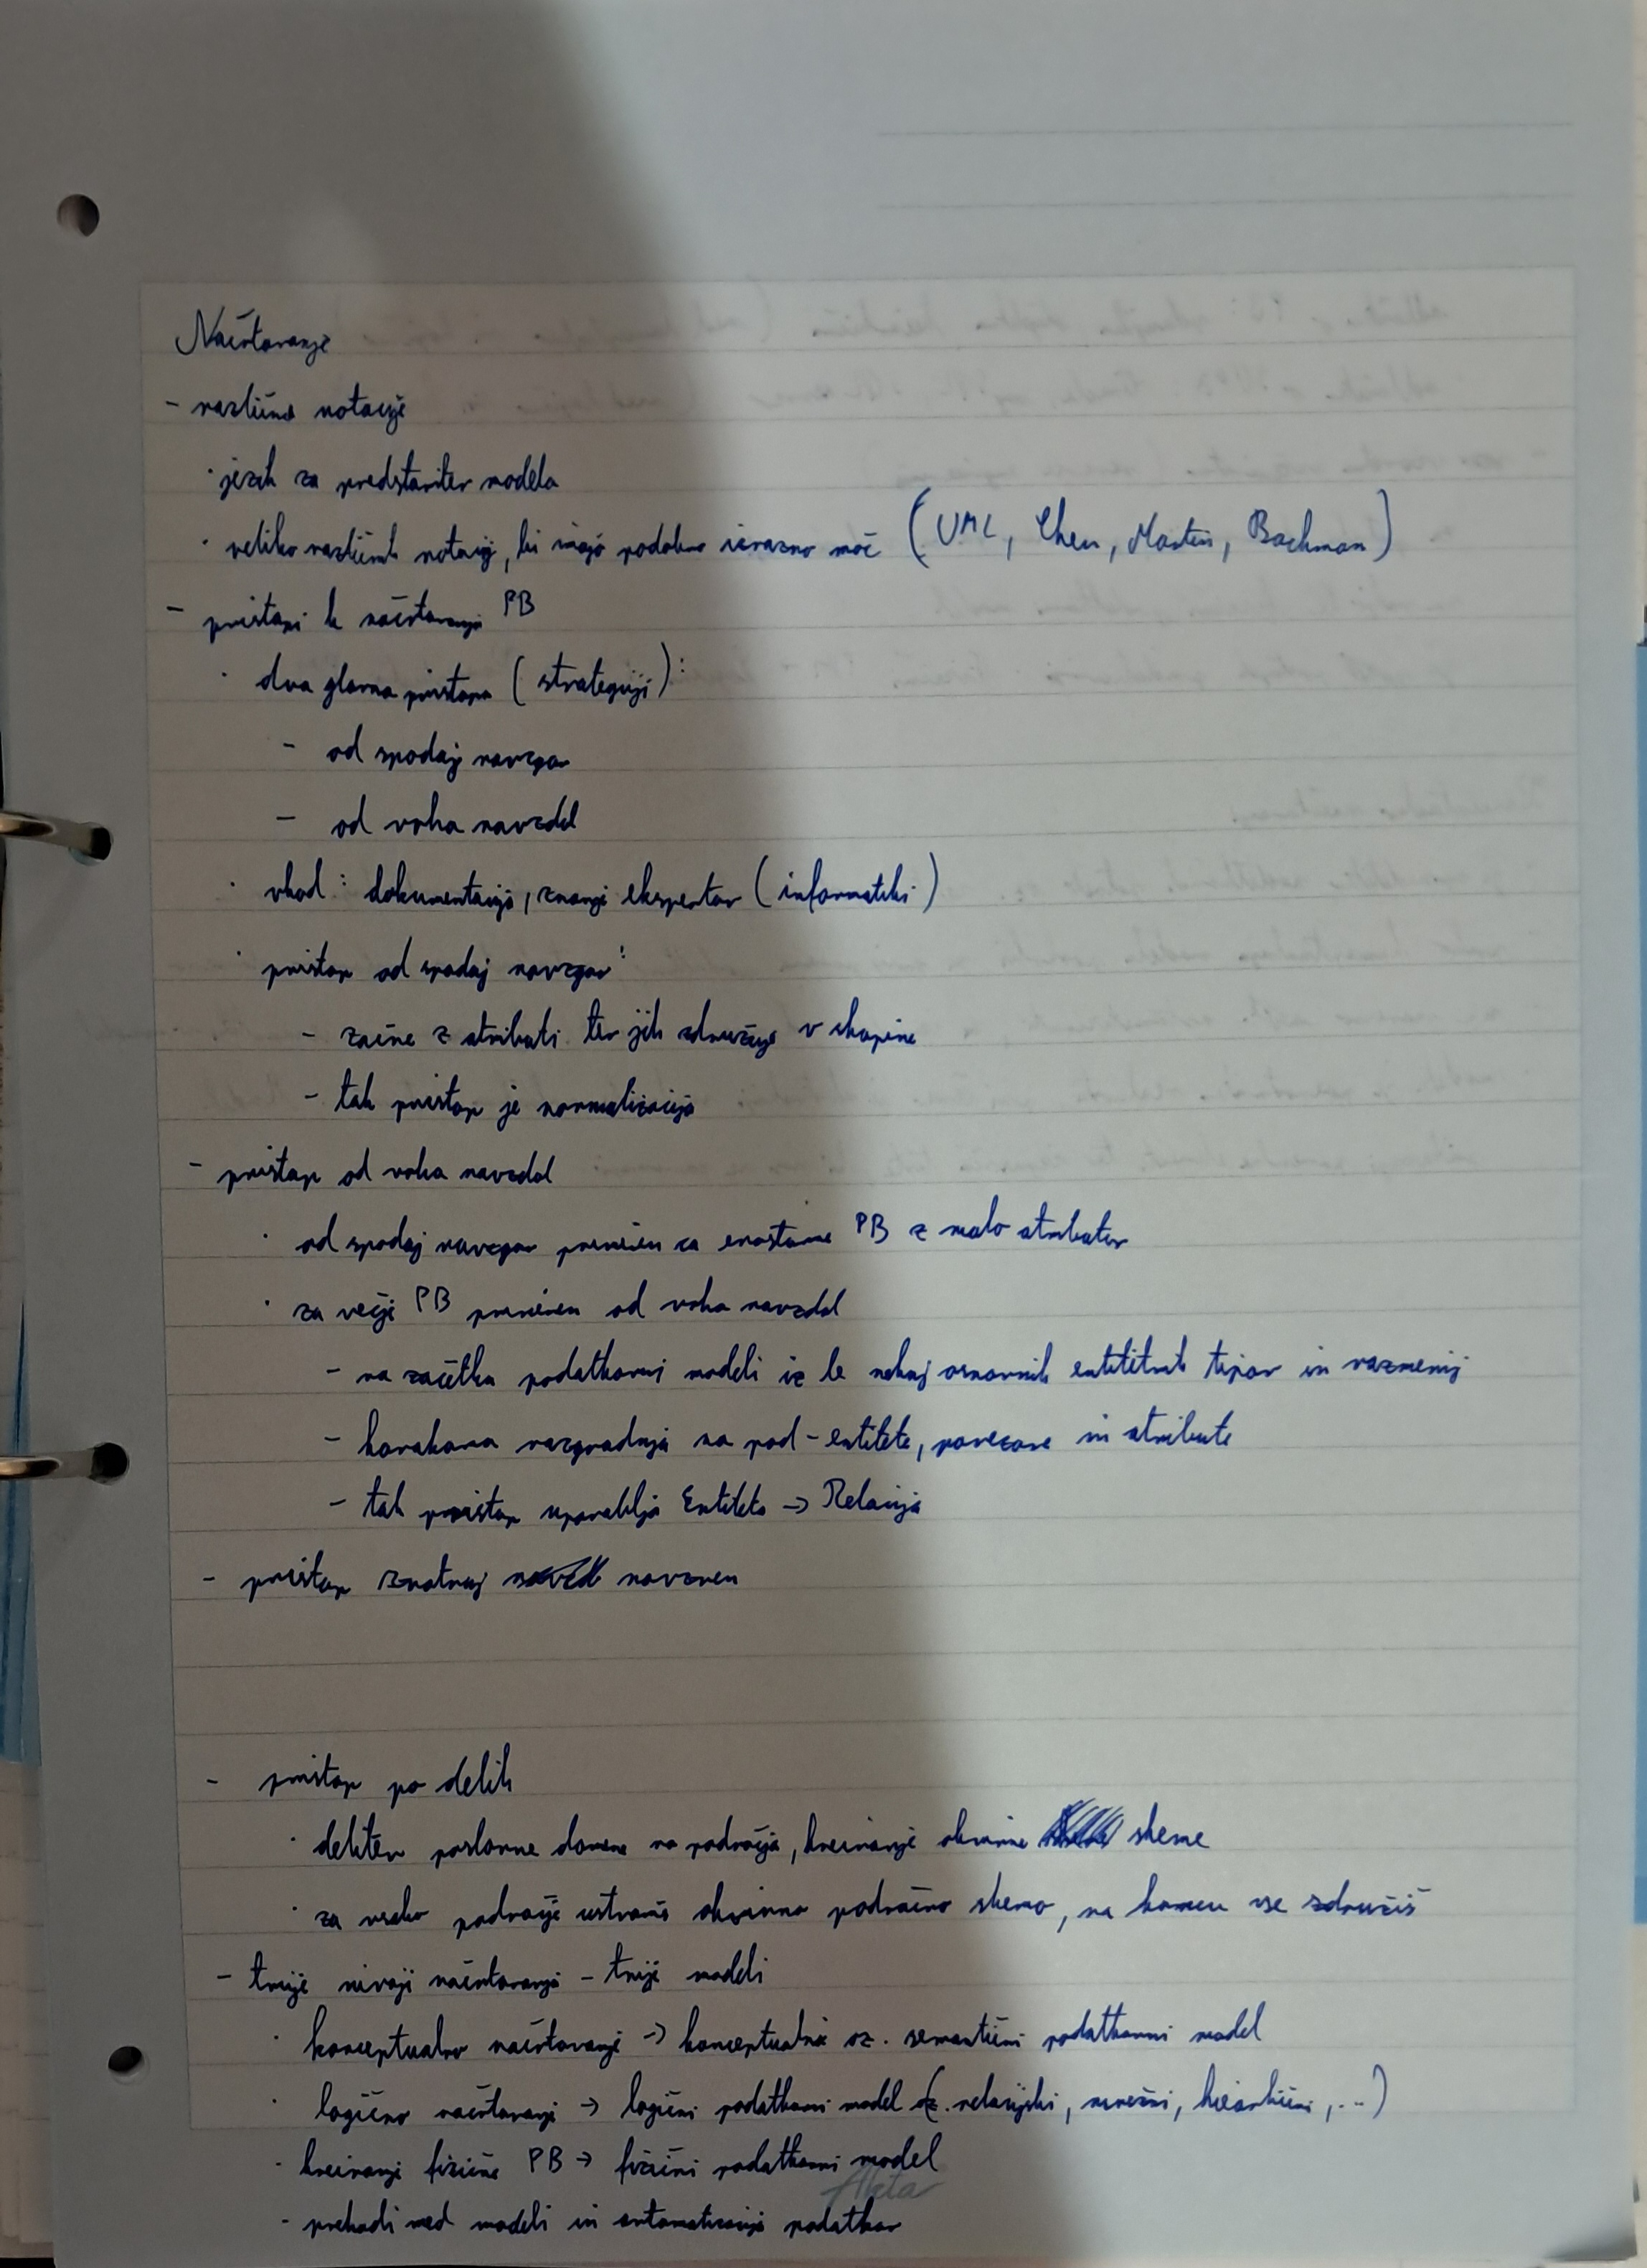 Načrtovanje
- različne notacije
· jezik za predstavitev modela
· veliko različnih notacij, ki imajo podobno izrazno moč (UML, Chen, Martin, Bachman)
- pristopi k načrtovanju PB
· dva glavna pristopa (strategiji):
- od spodaj navzgor
- od vrha navzdol
· vhod: dokumentacija, znanje ekspertov (informatiki)
· pristop od spodaj navzgor:
- začne z atributi ter jih združuje v skupine
- tak pristop je normalizacija
- pristop od vrha navzdol
· od spodaj navzgor primeren za enostavne PB z malo atributov
· za večje PB primeren od vrha navzdol
- na začetku podatkovni modeli iz le nekaj osnovnih entitetnih tipov in razmerij
- korakoma razgradnja na pod-entitete, povezave in atribute
- tak pristop uporablja Entiteta → Relacija
- pristop znotraj navzven
- pristop po delih
· delitev poslovne domene na področja, kreiranje okvirne sheme
· za vsako področje ustvariš okvirno področno shemo, na koncu vse združiš
- trije nivoji načrtovanja - trije modeli
· konceptualno načrtovanje → konceptualni oz. semantični podatkovni model
· logično načrtovanje → logični podatkovni model (relacijski, mrežni, hierarhični, ...)
· kreiranje fizične PB → fizični podatkovni model
- prehodi med modeli in avtomatizacija podatkov
Akta